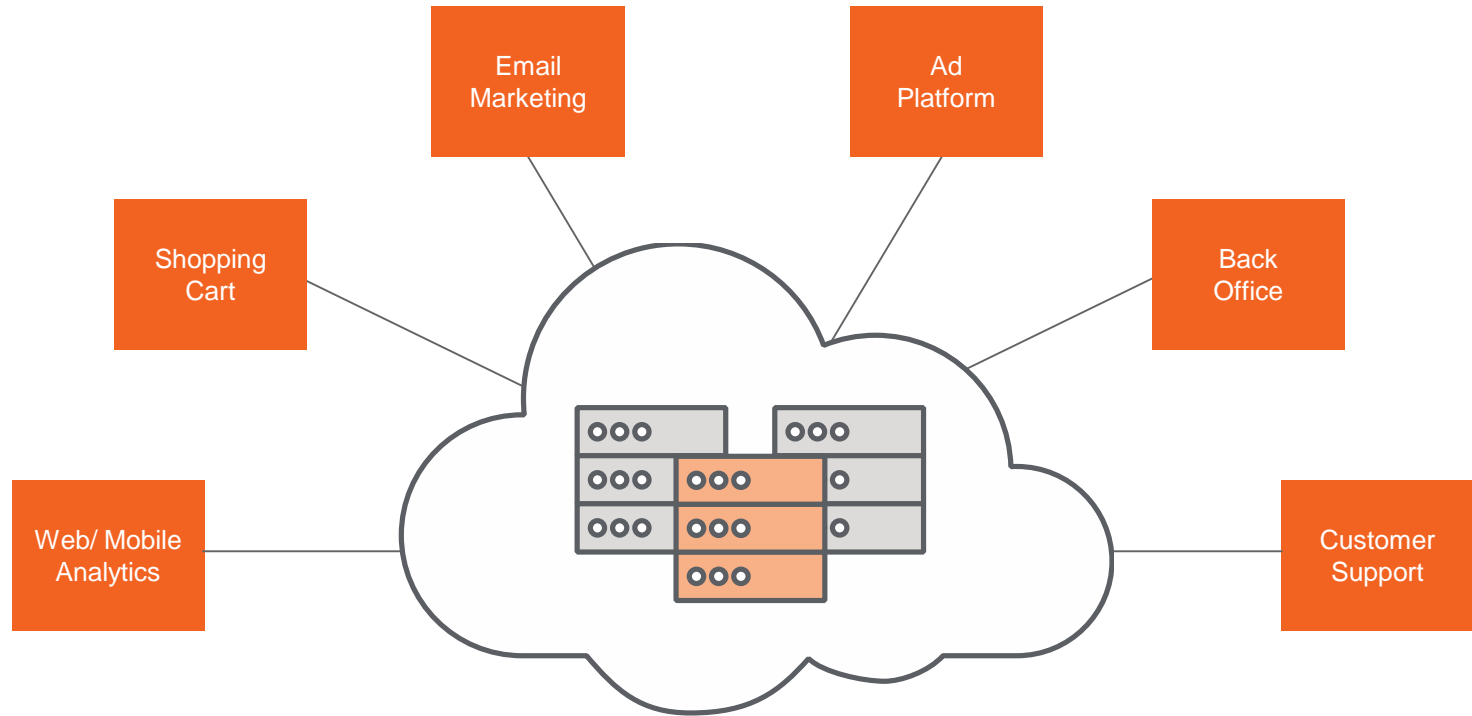 Email
Marketing
Ad
Platform
Shopping
Cart
Back
Office
Web/ Mobile
Analytics
Customer
Support